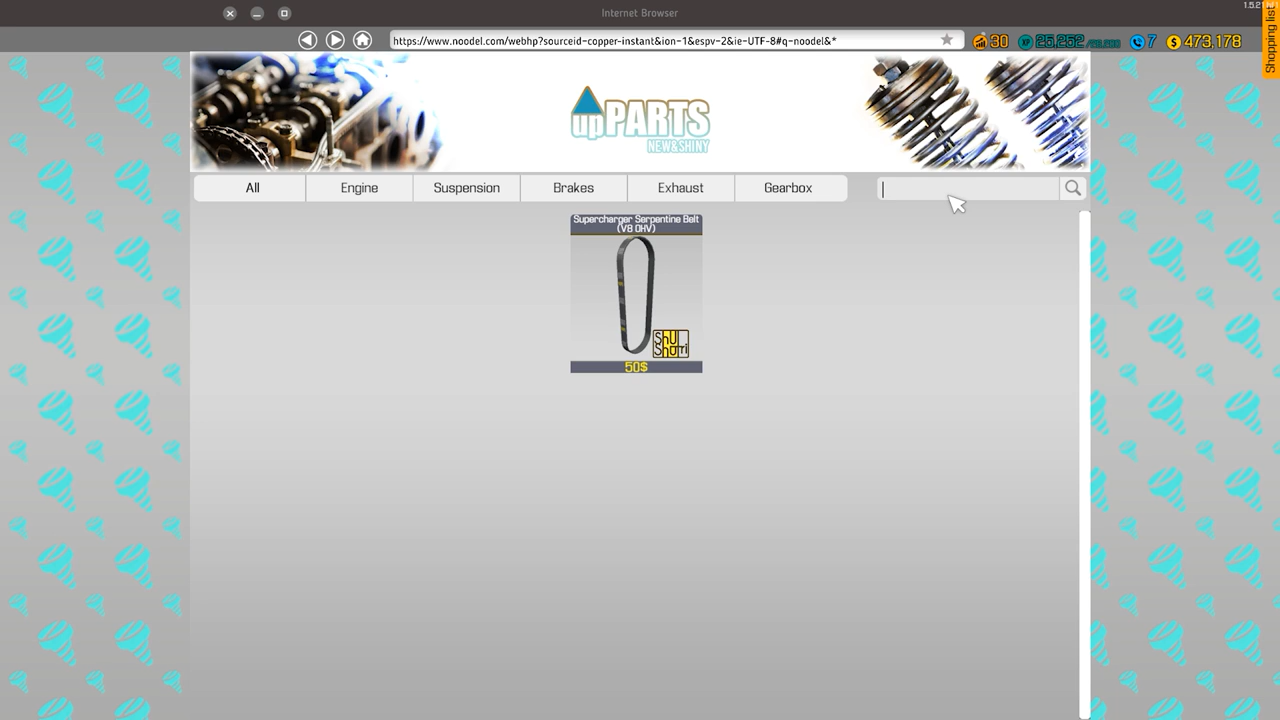 Internet Browser
https://www.noodel.com/webhp?sourceid-copper-instant&ion-1&espv-2&ie-UTF-8#q-noodel&*
30
7
473,178
Shopping list
upPARTS
NEW&SHINY
All
Engine
Suspension
Brakes
Exhaust
Gearbox
Supercharger Serpentine Belt
(V8 OHV)
50$